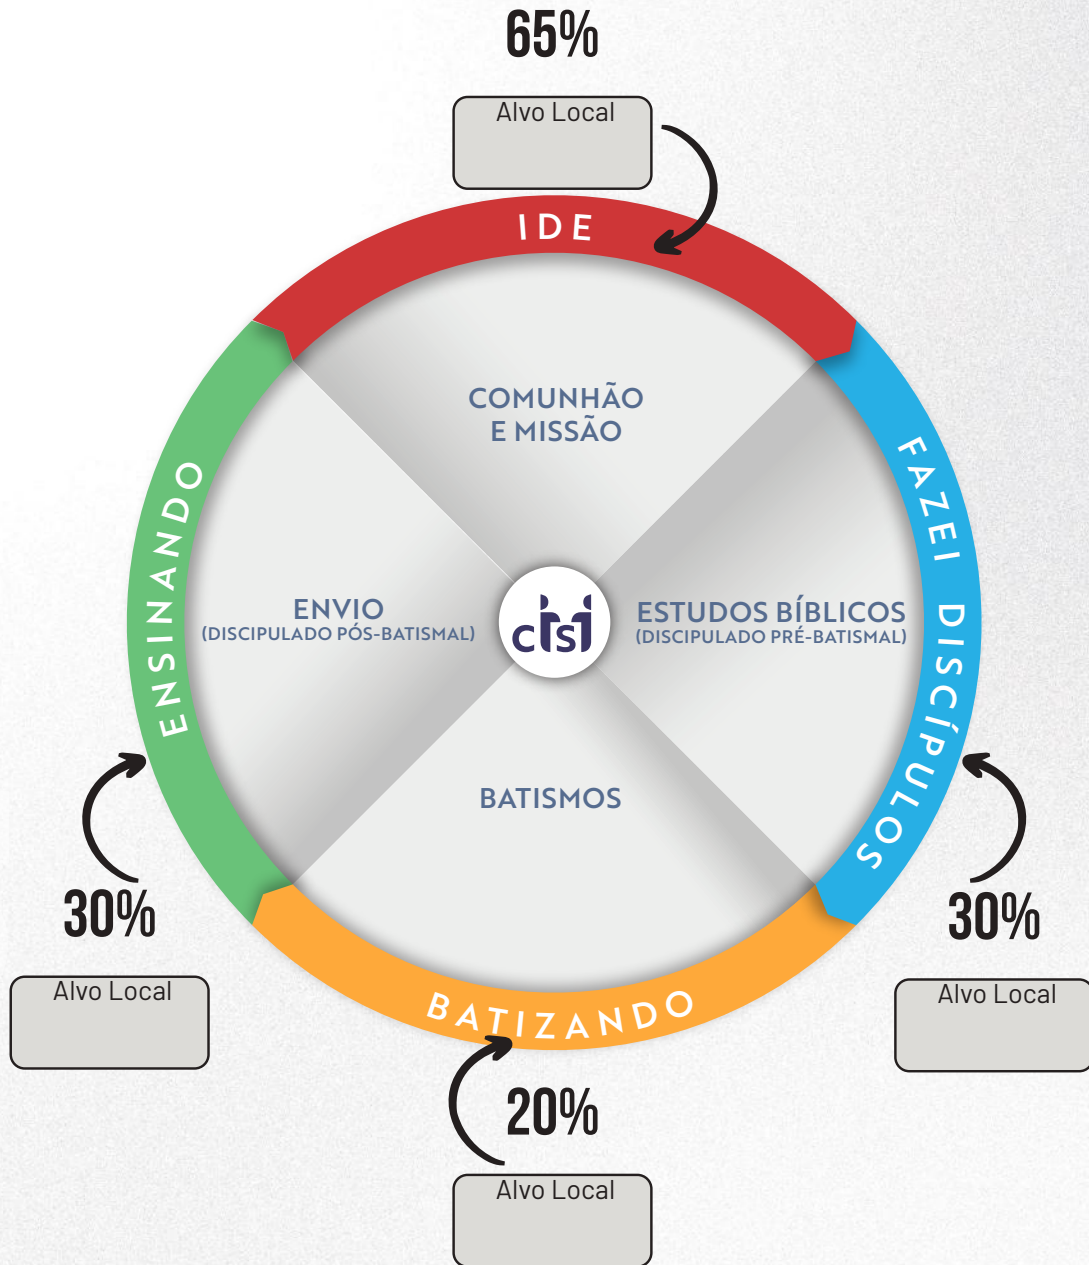 65%
Alvo Local
IDE
COMUNHÃO
E MISSÃO
FAZEI DISCÍPULOS
ENSINANDO
ENVIO
(DISCIPULADO PÓS-BATISMAL)
ESTUDOS BÍBLICOS
(DISCIPULADO PRÉ-BATISMAL)
BATISMOS
30%
Alvo Local
30%
Alvo Local
BATIZANDO
20%
Alvo Local